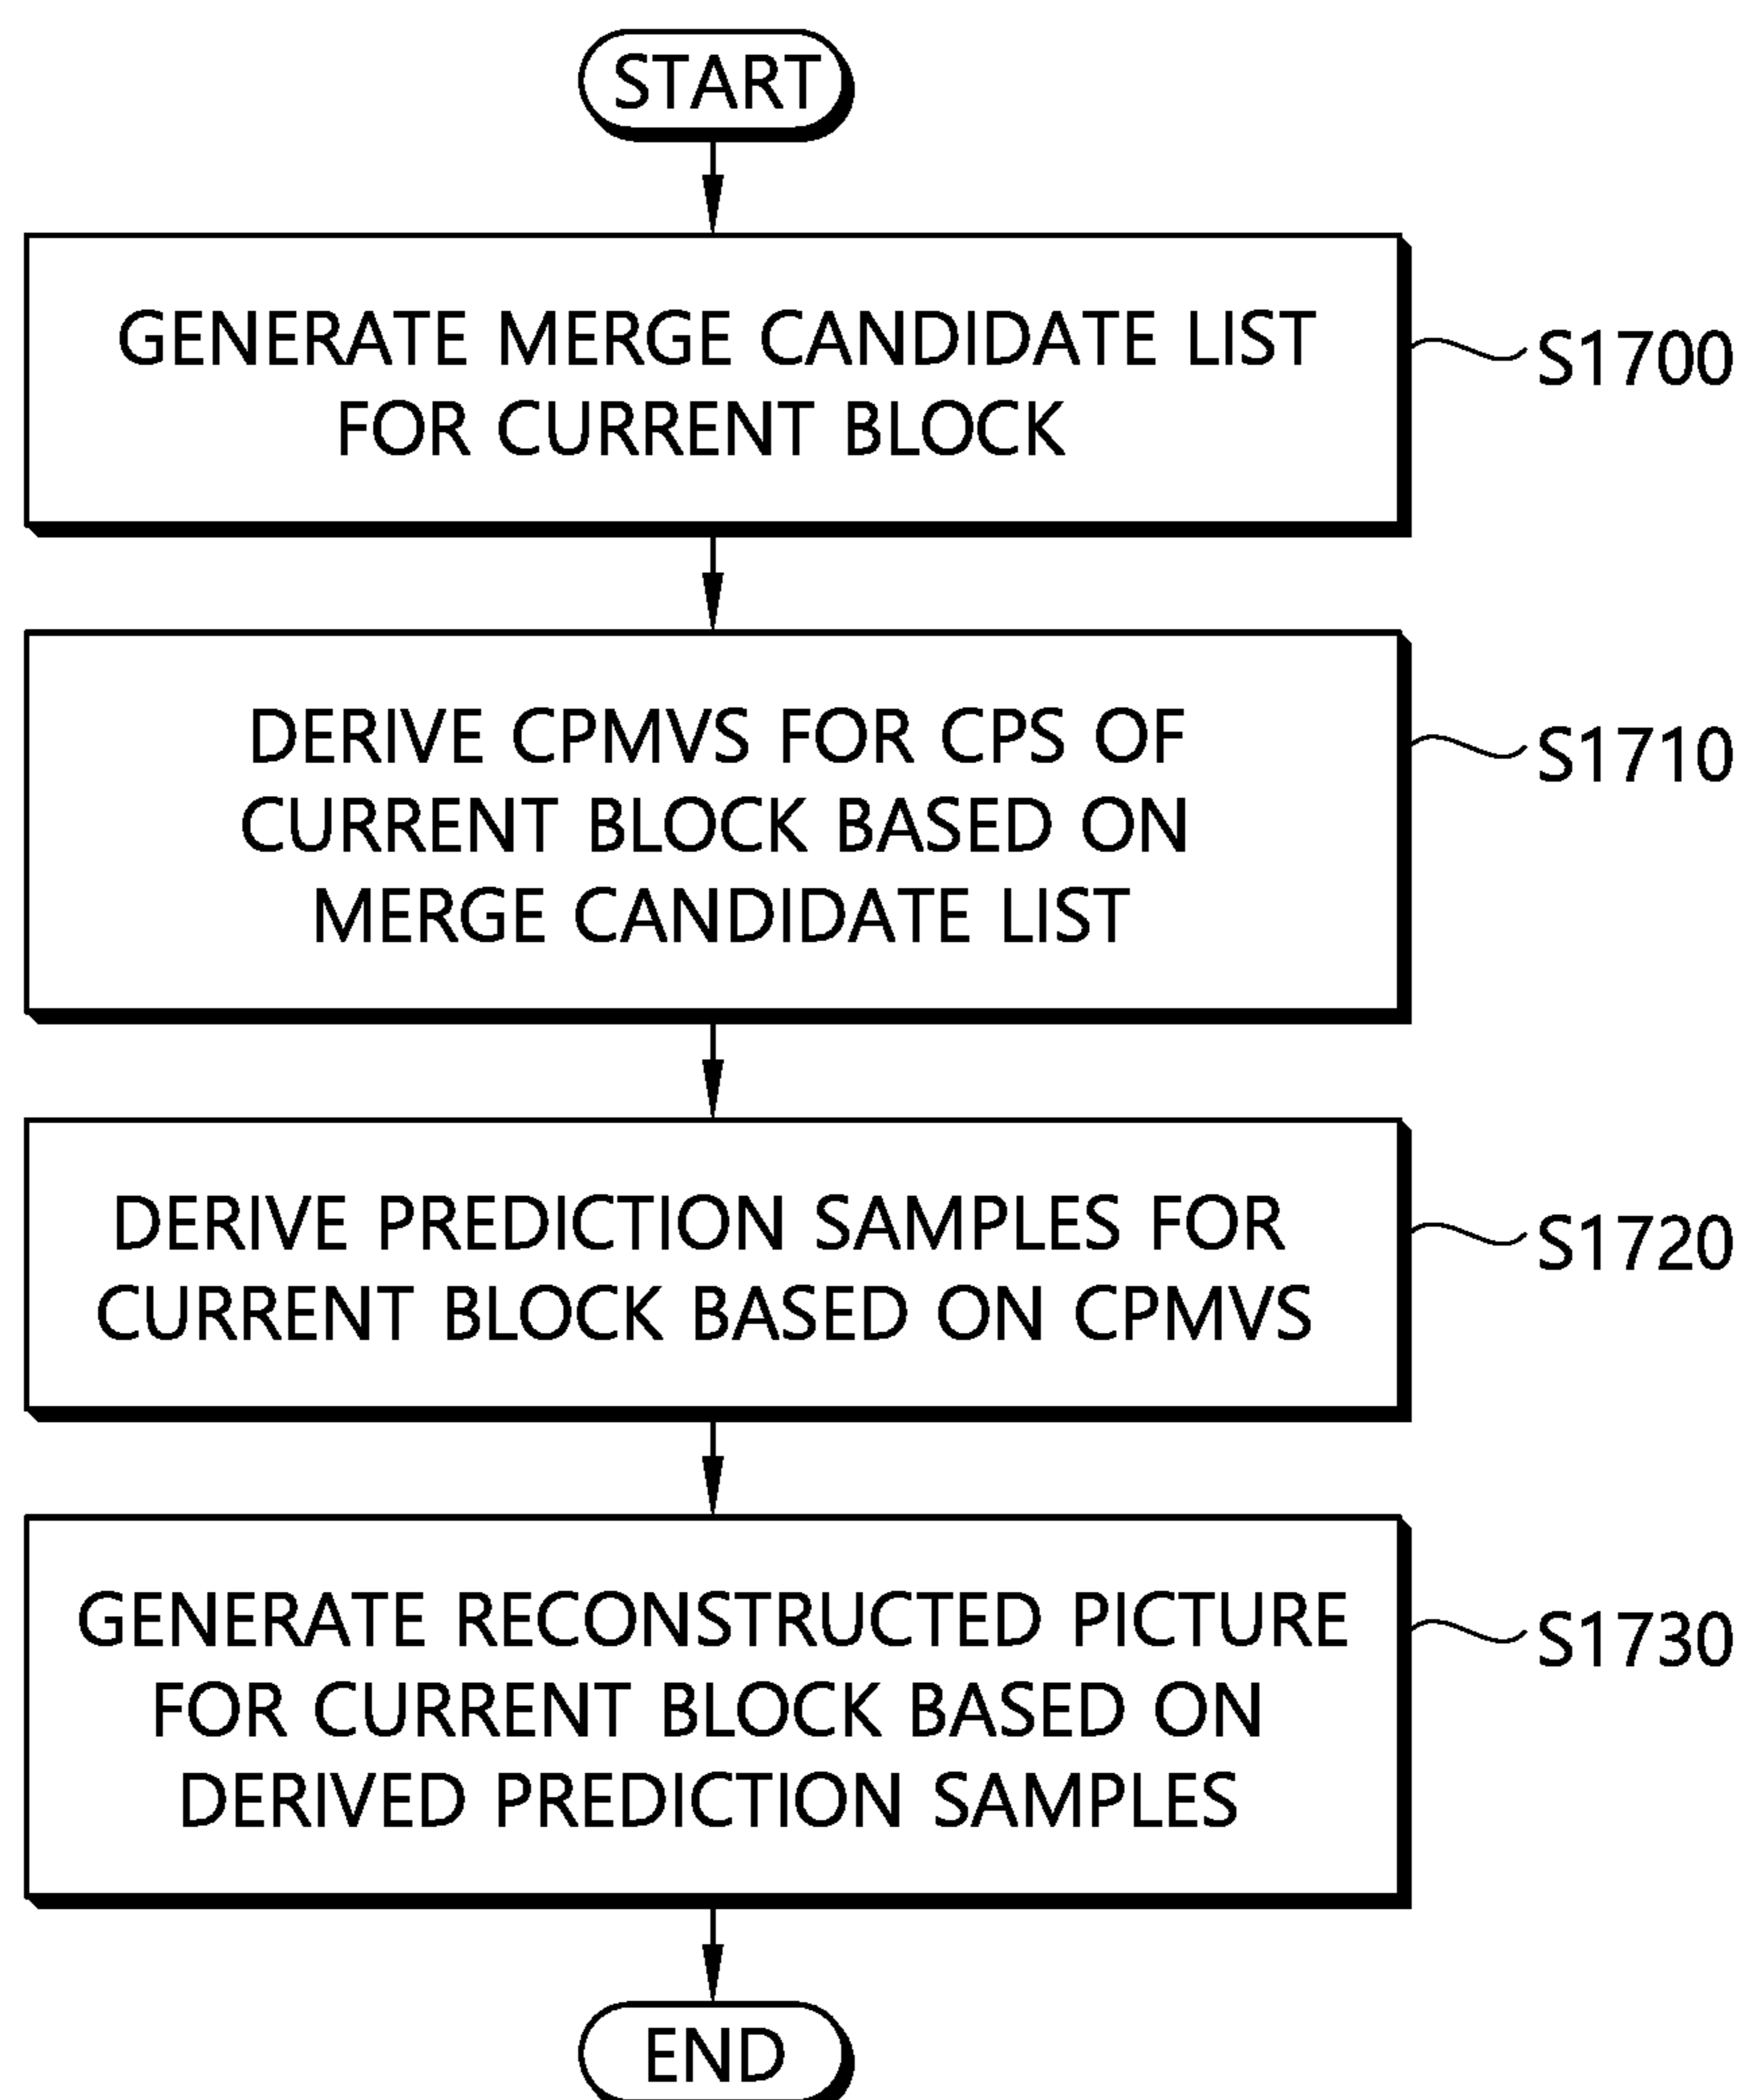 START
GENERATE MERGE CANDIDATE LIST
FOR CURRENT BLOCK
S1700
DERIVE CPMVS FOR CPS OF
CURRENT BLOCK BASED ON
MERGE CANDIDATE LIST
S1710
DERIVE PREDICTION SAMPLES FOR
CURRENT BLOCK BASED ON CPMVS
S1720
GENERATE RECONSTRUCTED PICTURE
FOR CURRENT BLOCK BASED ON
DERIVED PREDICTION SAMPLES
S1730
END